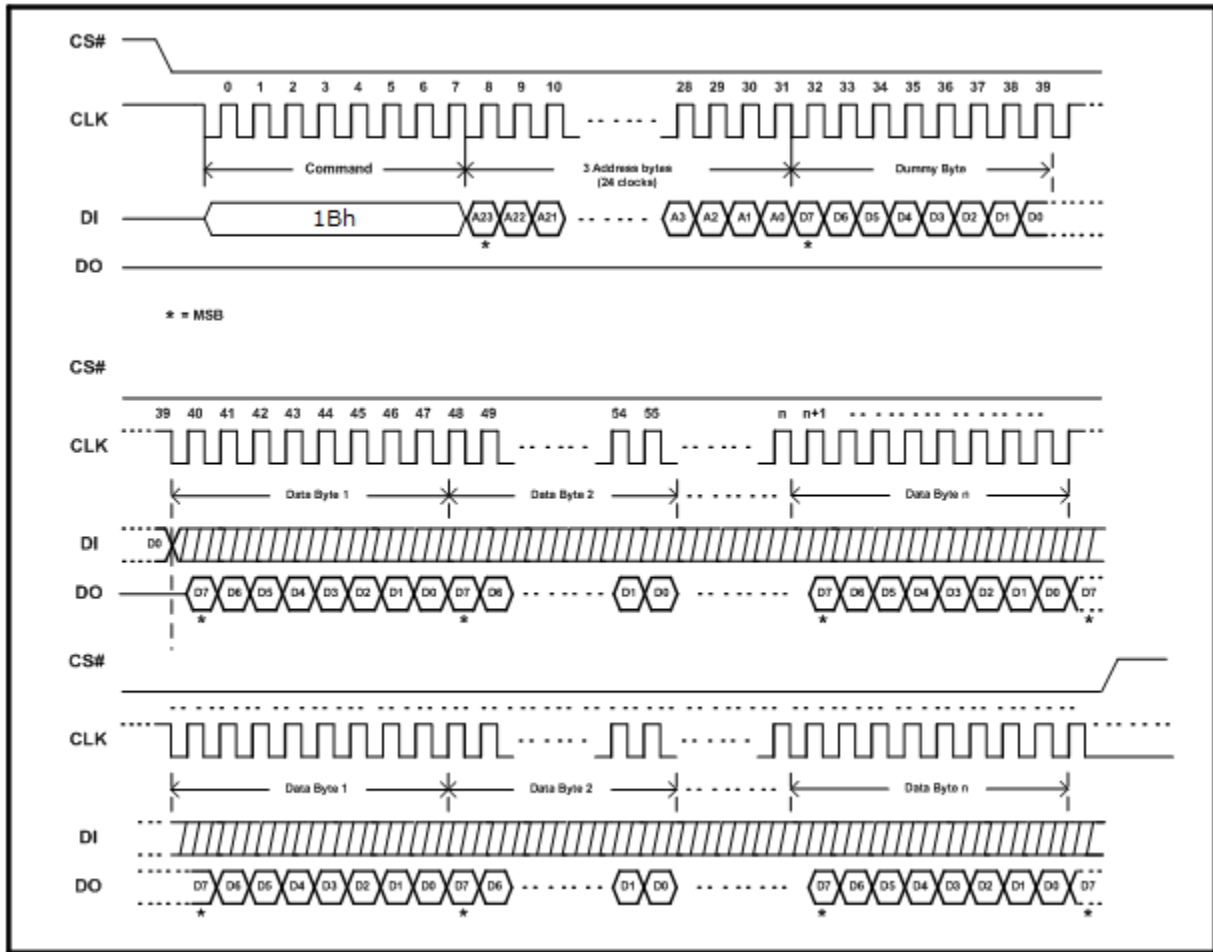 CS#
0 1 2 3 4 5 6 7 8 9 10 28 29 30 31 32 33 34 35 36 37 38 39
CLK
Command 3 Address bytes Dummy Byte
(24 clocks)
DI 1Bh A23 A22 A21 A3 A2 A1 A0 D7 D6 D5 D4 D3 D2 D1 D0
* *
DO
* = MSB
CS#
39 40 41 42 43 44 45 46 47 48 49 54 55 n n+1
CLK
Data Byte 1 Data Byte 2 Data Byte n
DI D0
DO D7 D6 D5 D4 D3 D2 D1 D0 D7 D6 D1 D0 D7 D6 D5 D4 D3 D2 D1 D0 D7
* * * *
CS#
CLK
Data Byte 1 Data Byte 2 Data Byte n
DI
DO D7 D6 D5 D4 D3 D2 D1 D0 D7 D6 D1 D0 D7 D6 D5 D4 D3 D2 D1 D0 D7
* * * *